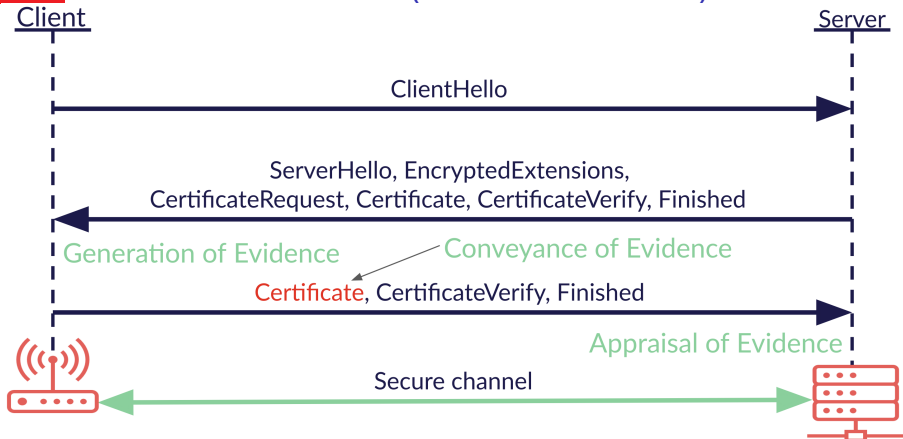 Client
Server
ClientHello
ServerHello, EncryptedExtensions,
CertificateRequest, Certificate, CertificateVerify, Finished
Generation of Evidence
Conveyance of Evidence
Certificate, CertificateVerify, Finished
Appraisal of Evidence
Secure channel